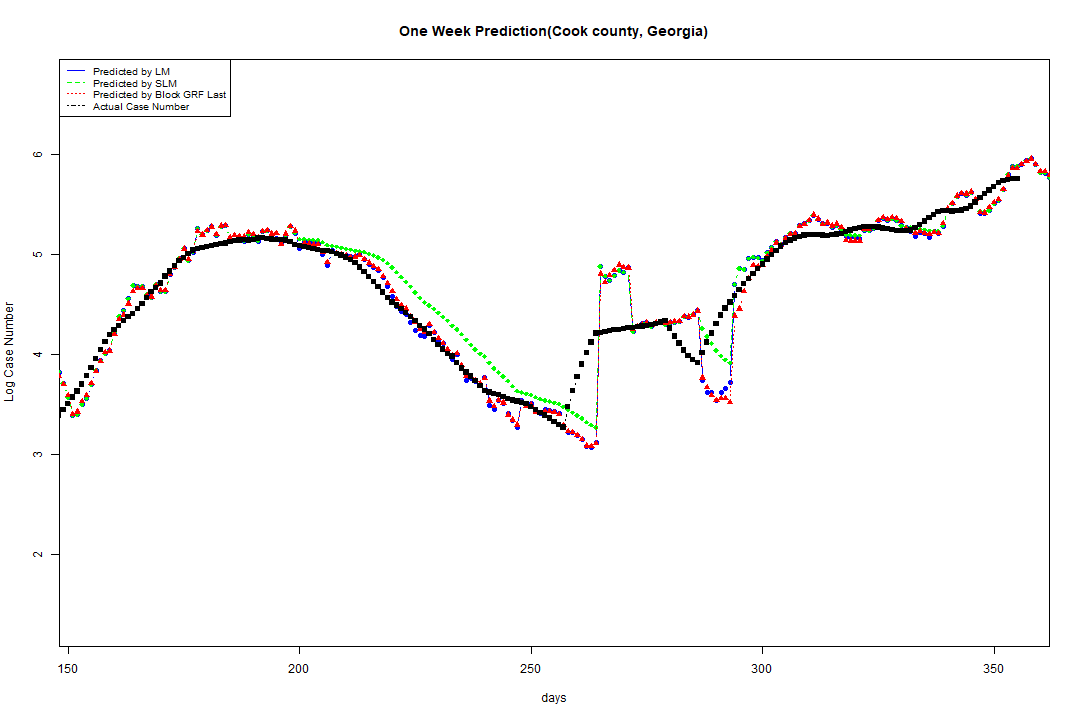 One Week Prediction(Cook county, Georgia)
Predicted by LM
Predicted by SLM
Predicted by Block GRF Last
Actual Case Number
6
5
4
3
2
Log Case Number
150 200 250 300 350
days